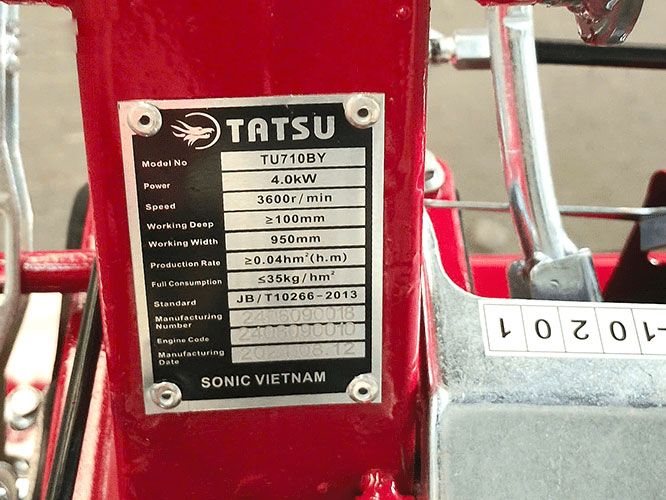 TATSU
Model No TU710BY
Power 4.0kW
Speed 3600r/min
Working Deep ≥100mm
Working Width 950mm
Production Rate ≥0.04hm²(h.m)
Full Consumption ≤35kg/hm²
Standard JB/T10266-2013
Manufacturing Number
Engine Code
Manufacturing Date
SONIC VIETNAM
10201